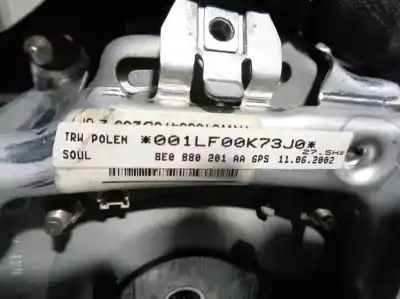 TRW POLEN *001LF00K73J0*
27.5Hz
SOUL 8E0 880 201 AA GPS 11.06.2002